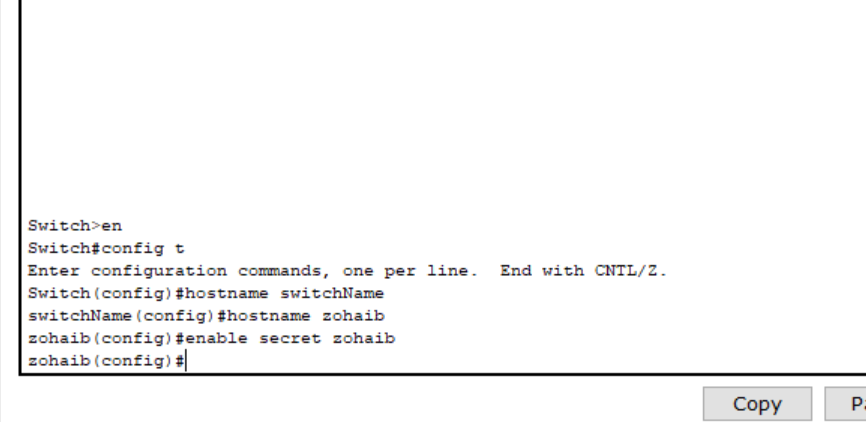 Switch>en
Switch#config t
Enter configuration commands, one per line.  End with CNTL/Z.
Switch(config)#hostname switchName
switchName(config)#hostname zohaib
zohaib(config)#enable secret zohaib
zohaib(config)#
Copy